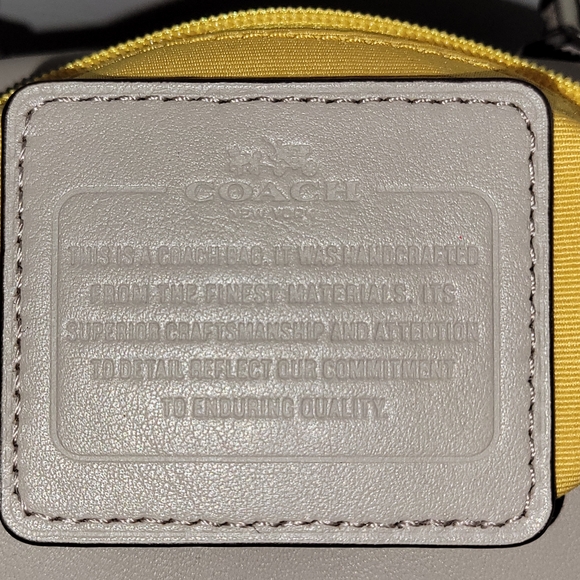 COACH
NEW YORK
THIS IS A COACH BAG. IT WAS HANDCRAFTED
FROM THE FINEST MATERIALS. ITS
SUPERIOR CRAFTSMANSHIP AND ATTENTION
TO DETAIL REFLECT OUR COMMITMENT
TO ENDURING QUALITY.